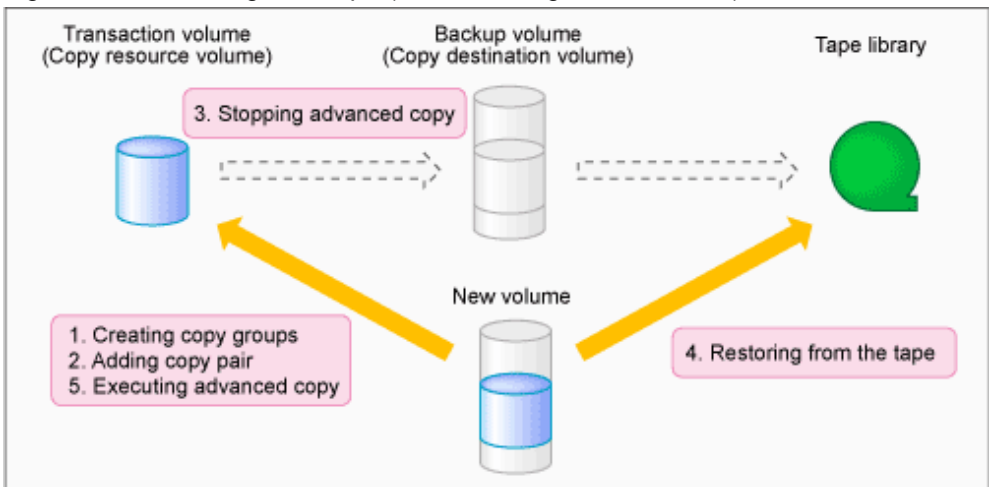 Transaction volume
(Copy resource volume)
Backup volume
(Copy destination volume)
Tape library
3. Stopping advanced copy
New volume
1. Creating copy groups
2. Adding copy pair
5. Executing advanced copy
4. Restoring from the tape